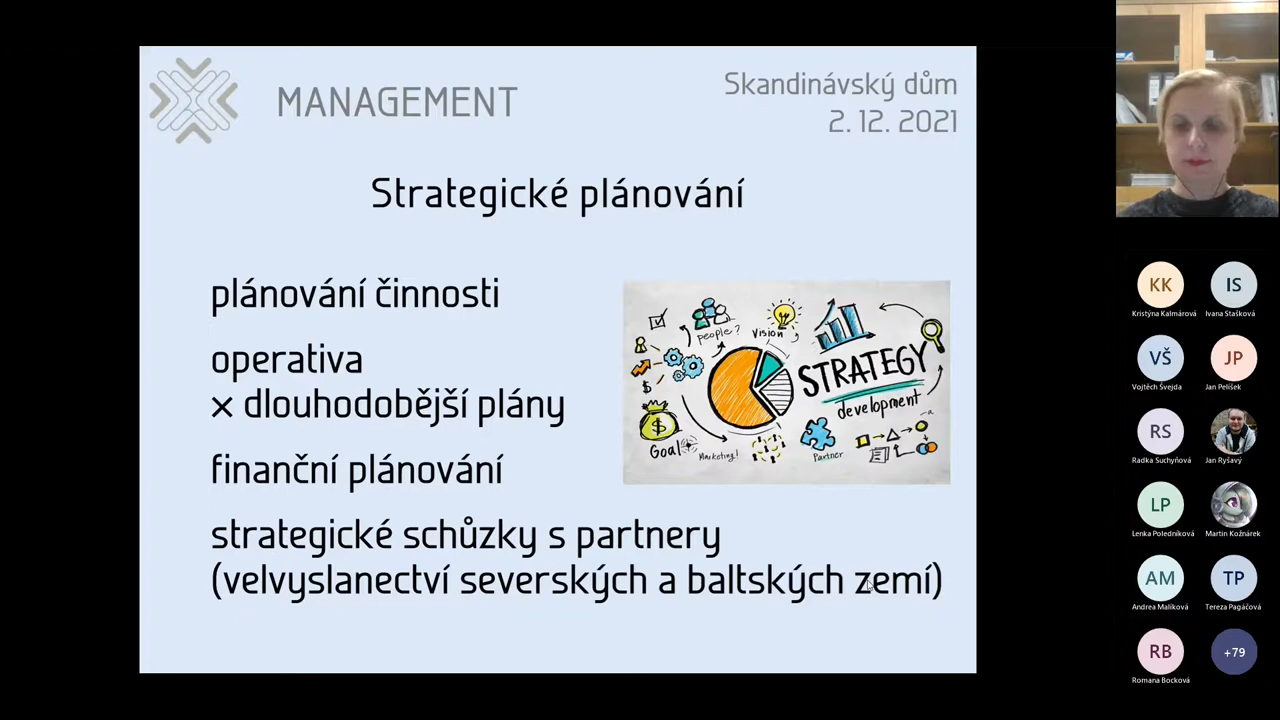 MANAGEMENT
Skandinávský dům
2. 12. 2021
Strategické plánování
plánování činnosti
operativa
× dlouhodobější plány
finanční plánování
strategické schůzky s partnery
(velvyslanectví severských a baltských zemí)
people?
Vision
STRATEGY
development
$
$
Goal
Marketing!
Partner
KK
Kristýna Kalmárová
IS
Ivana Stašková
VŠ
Vojtěch Švejda
JP
Jan Pelíšek
RS
Radka Suchyňová
Jan Ryšavý
LP
Lenka Poledníková
Martin Kožnárek
AM
Andrea Malíková
TP
Tereza Pagáčová
RB
Romana Bocková
+79